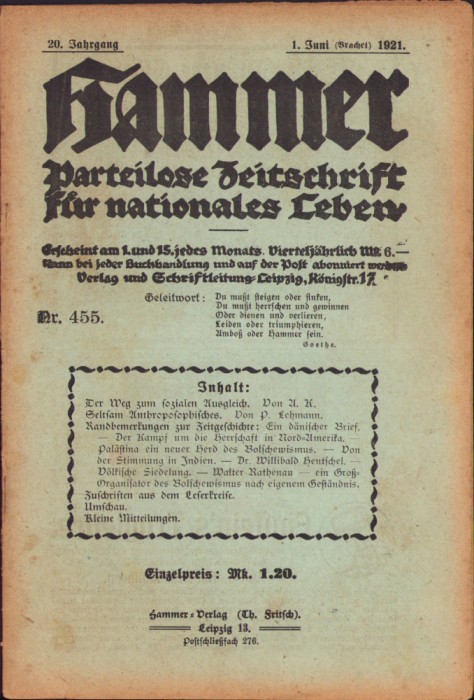 20. Jahrgang
1. Juni (Brachet) 1921.
Hammer
Parteilose Zeitschrift
für nationales Leben
Erscheint am 1. und 15. jedes Monats. Vierteljährlich Mk. 6.—
Kann bei jeder Buchhandlung und auf der Post abonniert werden
Verlag und Schriftleitung Leipzig, Königstr. 17.
Geleitwort: Du mußt steigen oder sinken,
Du mußt herrschen und gewinnen
Oder dienen und verlieren,
Leiden oder triumphieren,
Amboß oder Hammer sein.
Goethe.
Nr. 455.
Inhalt:
Der Weg zum sozialen Ausgleich. Von A. K.
Seltsam Anthroposophisches. Von P. Lehmann.
Randbemerkungen zur Zeitgeschichte: Ein dänischer Brief.
— Der Kampf um die Herrschaft in Nord-Amerika. —
Palästina ein neuer Herd des Bolschewismus. — Von
der Stimmung in Indien. — Dr. Willibald Hentschel. —
Völkische Siedelung. — Walter Rathenau — ein Groß-
Organisator des Bolschewismus nach eigenem Geständnis.
Zuschriften aus dem Leserkreise.
Umschau.
Kleine Mitteilungen.
Einzelpreis: Mk. 1.20.
Hammer-Verlag (Th. Fritsch).
Leipzig 13.
Postschließfach 276.